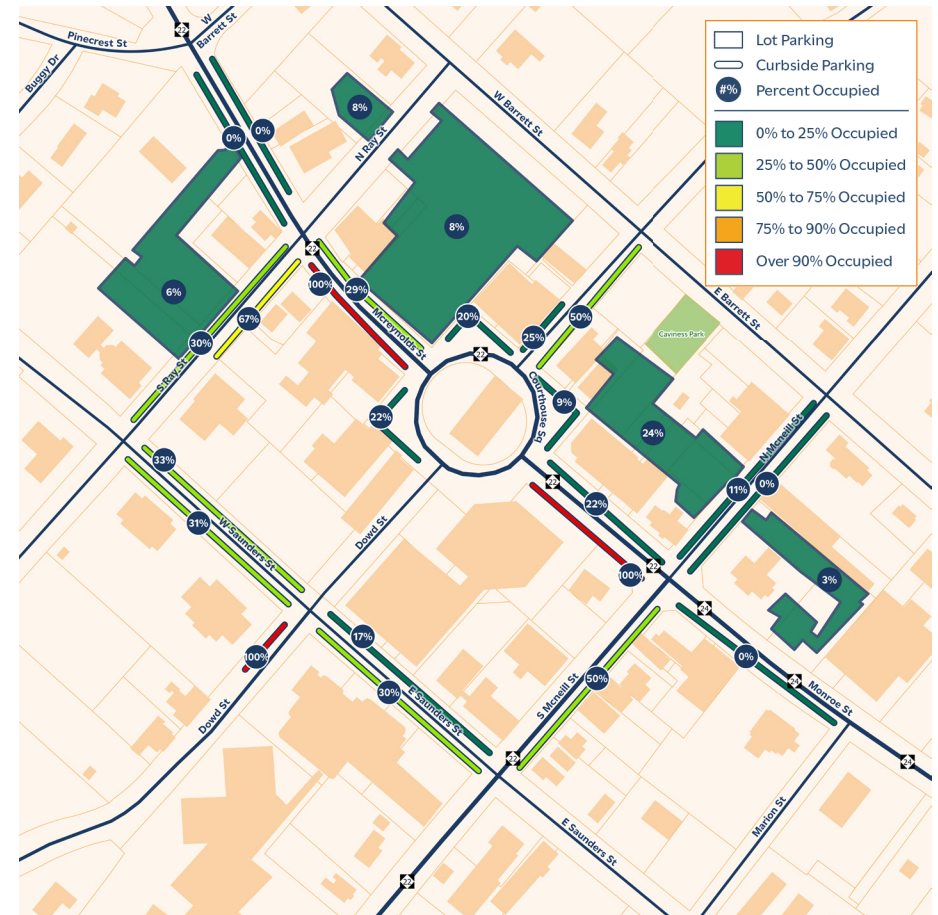 Lot Parking
Curbside Parking
#% Percent Occupied
0% to 25% Occupied
25% to 50% Occupied
50% to 75% Occupied
75% to 90% Occupied
Over 90% Occupied
22
W
Barrett St
Pinecrest St
Buggy Dr
0%
0%
8%
N Ray St
W Barrett St
8%
22
6%
100%
29%
67%
30%
Mcreynolds St
S Ray St
20%
25%
50%
22
E Barrett St
Caviness Park
22%
Courthouse Sq
9%
24%
N Mcneill St
33%
31%
W Saunders St
Dowd St
22
22%
11%
0%
100%
22
3%
24
17%
100%
30%
E Saunders St
Dowd St
S Mcneill St
50%
0%
24
Monroe St
22
24
Marion St
E Saunders St
22